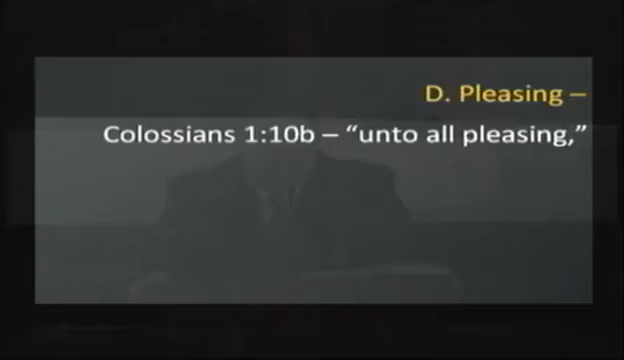 D. Pleasing –
Colossians 1:10b – “unto all pleasing,”